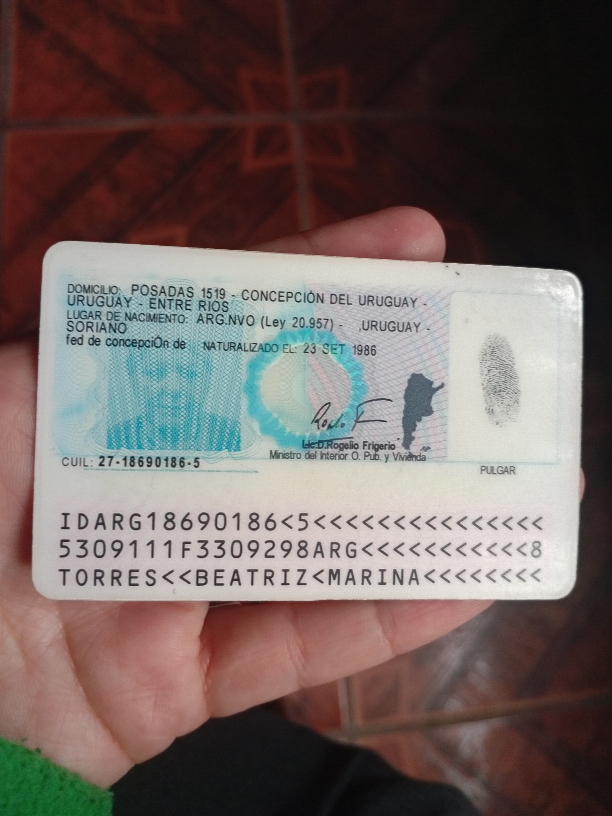 DOMICILIO: POSADAS 1519 - CONCEPCIÓN DEL URUGUAY -
URUGUAY - ENTRE RIOS
LUGAR DE NACIMIENTO: ARG.NVO (Ley 20.957) - ,URUGUAY -
SORIANO
fed de concepciÓn de NATURALIZADO EL: 23 SET 1986
Lic.D.Rogelio Frigerio
Ministro del Interior O. Pub. y Vivienda
CUIL: 27-18690186-5
PULGAR
IDARG18690186<5<<<<<<<<<<<<<<<
5309111F3309298ARG<<<<<<<<<<<8
TORRES<<BEATRIZ<MARINA<<<<<<<<